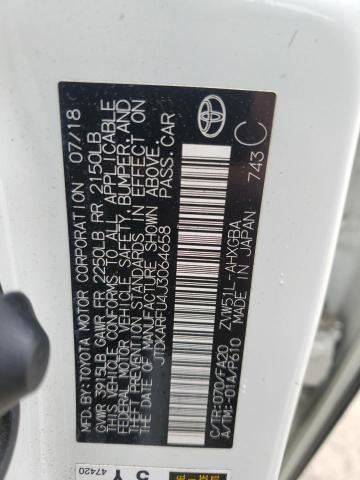 MFD.BY:TOYOTA MOTOR CORPORATION 07/18
GVWR 3915LB GAWR FR 2250LB RR 2150LB
THIS VEHICLE CONFORMS TO ALL APPLICABLE
FEDERAL MOTOR VEHICLE SAFETY, BUMPER, AND
THEFT PREVENTION STANDARDS IN EFFECT ON
THE DATE OF MANUFACTURE SHOWN ABOVE.
JTDKARFU4J3064658 PASS.CAR
C/TR:070/FA20 ZVW51L-AHXGBA
A/TM:-01A/P610 MADE IN JAPAN 743 C
47420
5 Y